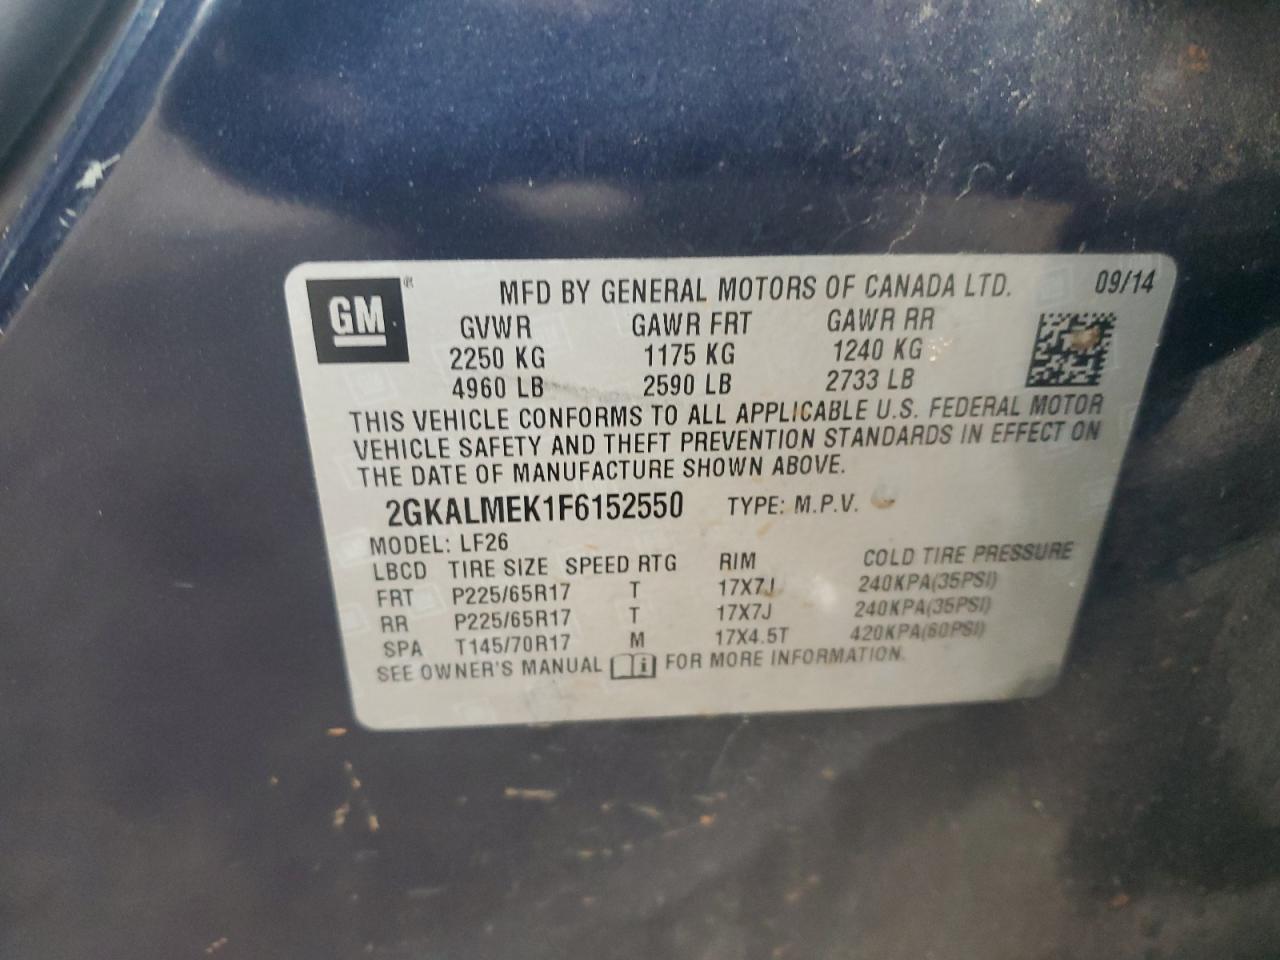 GM ®
MFD BY GENERAL MOTORS OF CANADA LTD. 09/14
GVWR GAWR FRT GAWR RR
2250 KG 1175 KG 1240 KG
4960 LB 2590 LB 2733 LB
THIS VEHICLE CONFORMS TO ALL APPLICABLE U.S. FEDERAL MOTOR
VEHICLE SAFETY AND THEFT PREVENTION STANDARDS IN EFFECT ON
THE DATE OF MANUFACTURE SHOWN ABOVE.
2GKALMEK1F6152550 TYPE: M.P.V.
MODEL: LF26
LBCD TIRE SIZE SPEED RTG RIM COLD TIRE PRESSURE
FRT P225/65R17 T 17X7J 240KPA(35PSI)
RR P225/65R17 T 17X7J 240KPA(35PSI)
SPA T145/70R17 M 17X4.5T 420KPA(60PSI)
SEE OWNER'S MANUAL i FOR MORE INFORMATION.